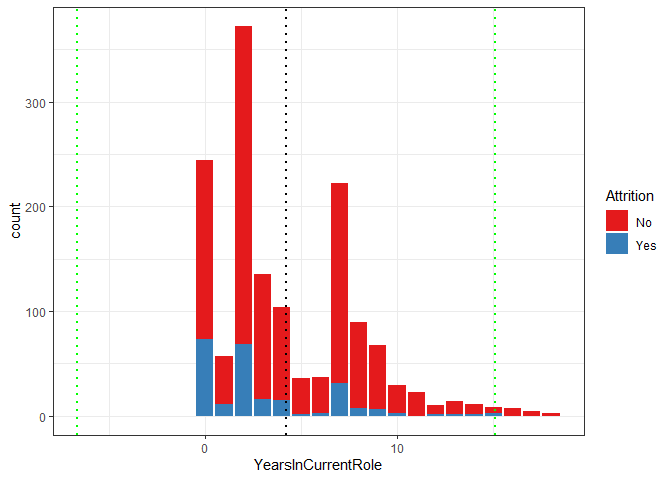 300
200
100
0
count
0
10
YearsInCurrentRole
Attrition
No
Yes